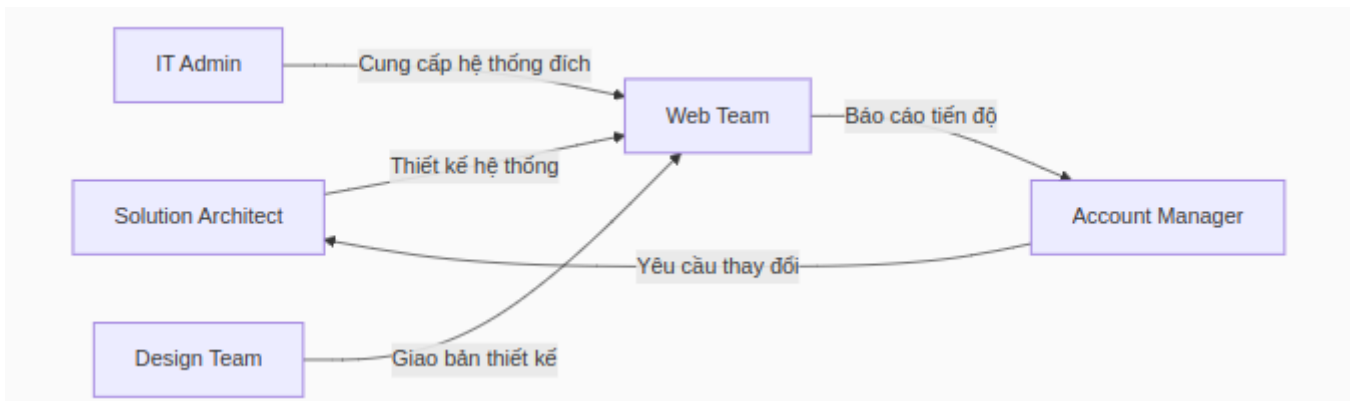 IT Admin
Cung cấp hệ thống đích
Web Team
Báo cáo tiến độ
Thiết kế hệ thống
Solution Architect
Account Manager
Yêu cầu thay đổi
Design Team
Giao bản thiết kế